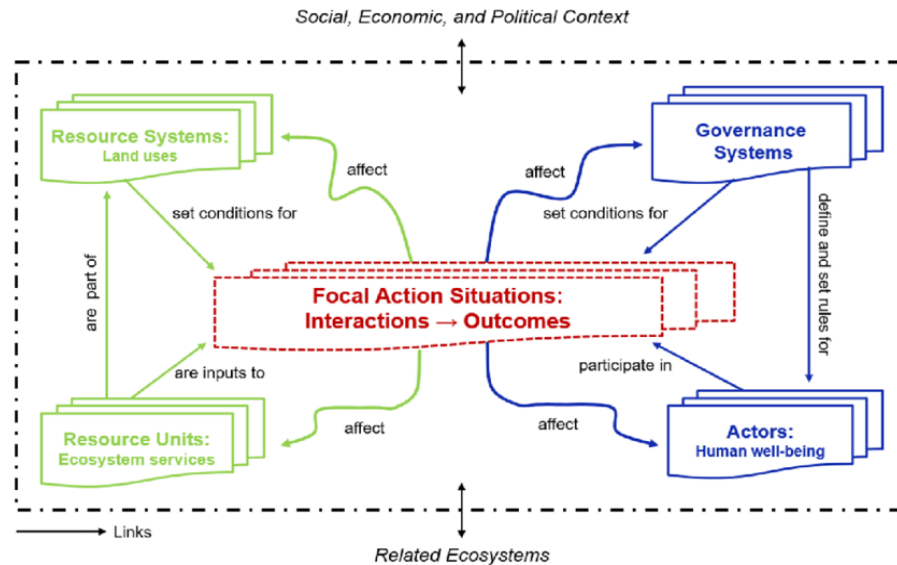 Social, Economic, and Political Context
Resource Systems:
Land uses
Governance
Systems
affect
affect
set conditions for
set conditions for
are part of
define and set rules for
Focal Action Situations:
Interactions → Outcomes
are inputs to
participate in
Resource Units:
Ecosystem services
affect
affect
Actors:
Human well-being
Links
Related Ecosystems